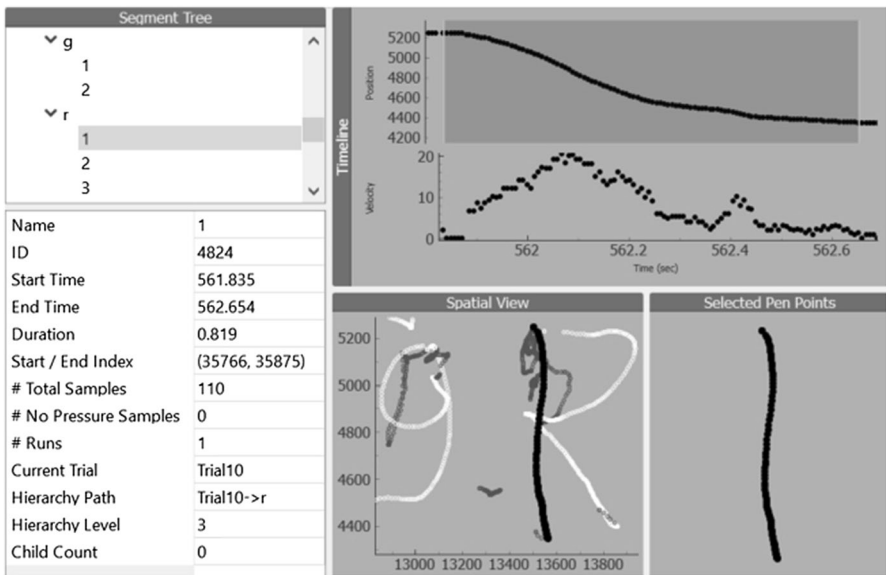 Segment Tree
g
1
2
r
1
2
3
Name 1
ID 4824
Start Time 561.835
End Time 562.654
Duration 0.819
Start / End Index (35766, 35875)
# Total Samples 110
# No Pressure Samples 0
# Runs 1
Current Trial Trial10
Hierarchy Path Trial10->r
Hierarchy Level 3
Child Count 0
Timeline
Position
5200
5000
4800
4600
4400
4200
Velocity
20
10
0
562 562.2 562.4 562.6
Time (sec)
Spatial View
5200
5000
4800
4600
4400
13000 13200 13400 13600 13800
g R
Selected Pen Points